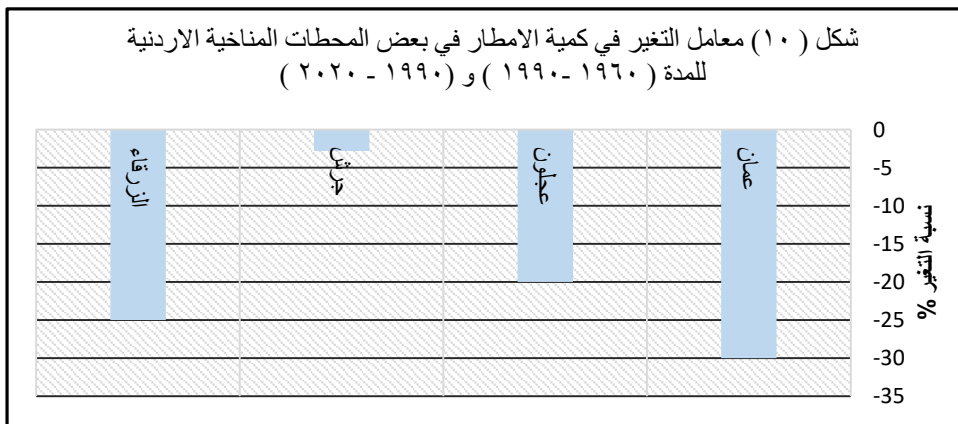 شكل ( ١٠ ) معامل التغير في كمية الامطار في بعض المحطات المناخية الاردنية
للمدة ( ١٩٦٠ -١٩٩٠ ) و (١٩٩٠ - ٢٠٢٠ )
0
-5
-10
-15
-20
-25
-30
-35
نسبة التغير %
عمان
عجلون
جرش
الزرقاء